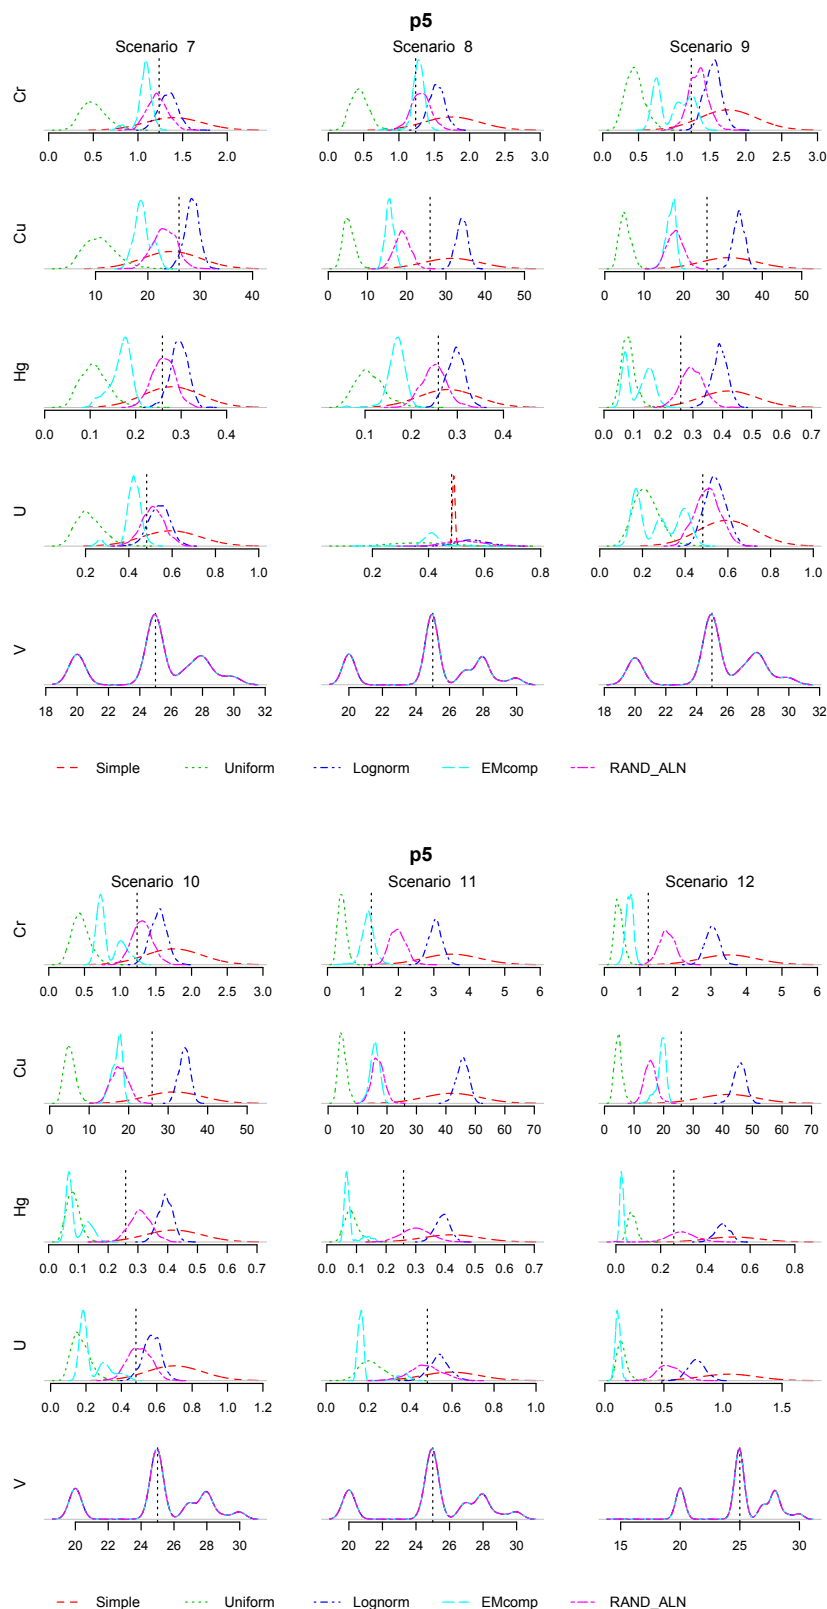 p5
Scenario 7 Scenario 8 Scenario 9
Cr
0.0 0.5 1.0 1.5 2.0 0.0 0.5 1.0 1.5 2.0 2.5 3.0 0.0 0.5 1.0 1.5 2.0 2.5 3.0
Cu
10 20 30 40 0 10 20 30 40 50 0 10 20 30 40 50
Hg
0.0 0.1 0.2 0.3 0.4 0.1 0.2 0.3 0.4 0.0 0.1 0.2 0.3 0.4 0.5 0.6 0.7
U
0.2 0.4 0.6 0.8 1.0 0.2 0.4 0.6 0.8 0.0 0.2 0.4 0.6 0.8 1.0
V
18 20 22 24 26 28 30 32 20 22 24 26 28 30 18 20 22 24 26 28 30 32
Simple Uniform Lognorm EMcomp RAND_ALN
p5
Scenario 10 Scenario 11 Scenario 12
Cr
0.0 0.5 1.0 1.5 2.0 2.5 3.0 0 1 2 3 4 5 6 0 1 2 3 4 5 6
Cu
0 10 20 30 40 50 0 10 20 30 40 50 60 70 0 10 20 30 40 50 60 70
Hg
0.0 0.1 0.2 0.3 0.4 0.5 0.6 0.7 0.0 0.1 0.2 0.3 0.4 0.5 0.6 0.7 0.0 0.2 0.4 0.6 0.8
U
0.0 0.2 0.4 0.6 0.8 1.0 1.2 0.0 0.2 0.4 0.6 0.8 1.0 0.0 0.5 1.0 1.5
V
20 22 24 26 28 30 20 22 24 26 28 30 15 20 25 30
Simple Uniform Lognorm EMcomp RAND_ALN